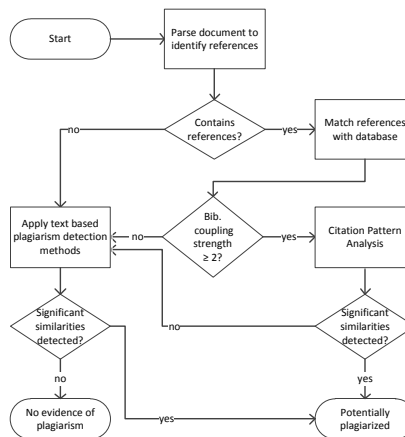 Start
Parse document to
identify references
Contains
references?
no
yes
Match references
with database
Apply text based
plagiarism detection
methods
no
Bib.
coupling
strength
≥ 2?
yes
Citation Pattern
Analysis
Significant
similarities
detected?
no
Significant
similarities
detected?
no
yes
yes
No evidence of
plagiarism
Potentially
plagiarized